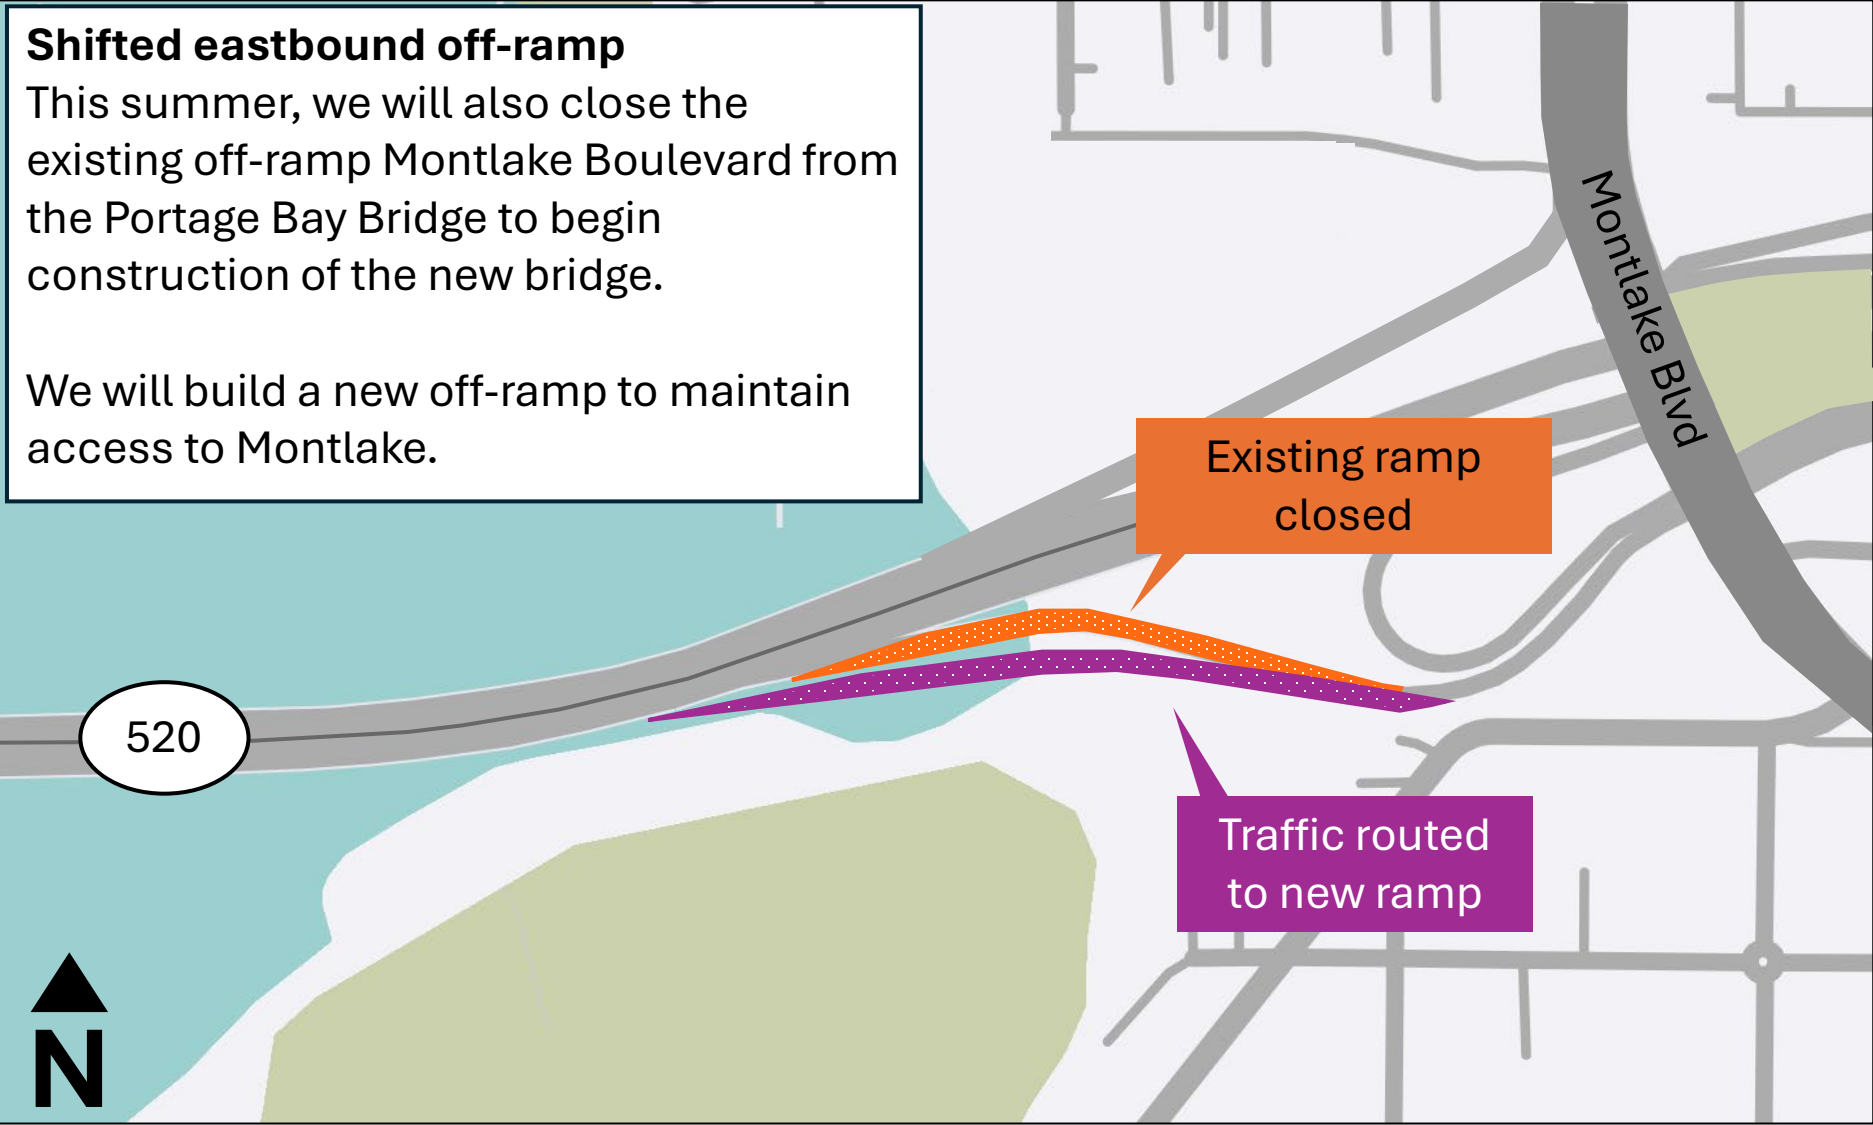 Shifted eastbound off-ramp
This summer, we will also close the
existing off-ramp Montlake Boulevard from
the Portage Bay Bridge to begin
construction of the new bridge.
We will build a new off-ramp to maintain
access to Montlake.
Montlake Blvd
Existing ramp
closed
520
Traffic routed
to new ramp
N